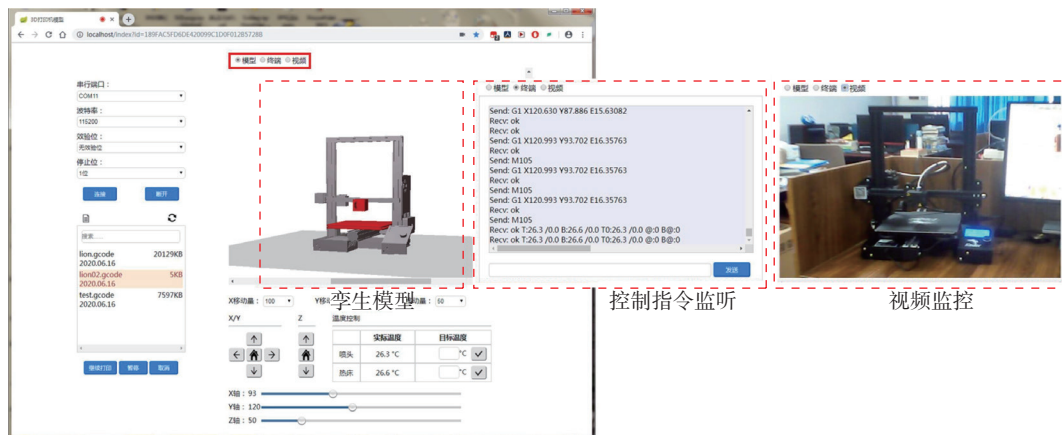 3D打印机模型
localhost/index?id=189FAC5FD6DE420099C1D0F01285728B
模型 终端 视频
串行端口：
COM11
波特率：
115200
效验位：
无效验位
停止位：
1位
连接 断开
搜索......
lion.gcode 20129KB
2020.06.16
lion02.gcode 5KB
2020.06.16
test.gcode 7597KB
2020.06.16
继续打印 暂停 取消
X移动量： 100 Y移 动量： 60
X/Y Z 温度控制
实际温度 目标温度
喷头 26.3 °C °C
热床 26.6 °C °C
X轴：93
Y轴：120
Z轴：50
孪生模型
模型 终端 视频
Send: G1 X120.630 Y87.886 E15.63082
Recv: ok
Recv: ok
Send: G1 X120.993 Y93.702 E16.35763
Recv: ok
Send: M105
Send: G1 X120.993 Y93.702 E16.35763
Recv: ok
Send: M105
Send: G1 X120.993 Y93.702 E16.35763
Recv: ok
Send: M105
Recv: ok T:26.3 /0.0 B:26.6 /0.0 T0:26.3 /0.0 @:0 B@:0
Recv: ok T:26.3 /0.0 B:26.6 /0.0 T0:26.3 /0.0 @:0 B@:0
发送
控制指令监听
模型 终端 视频
视频监控